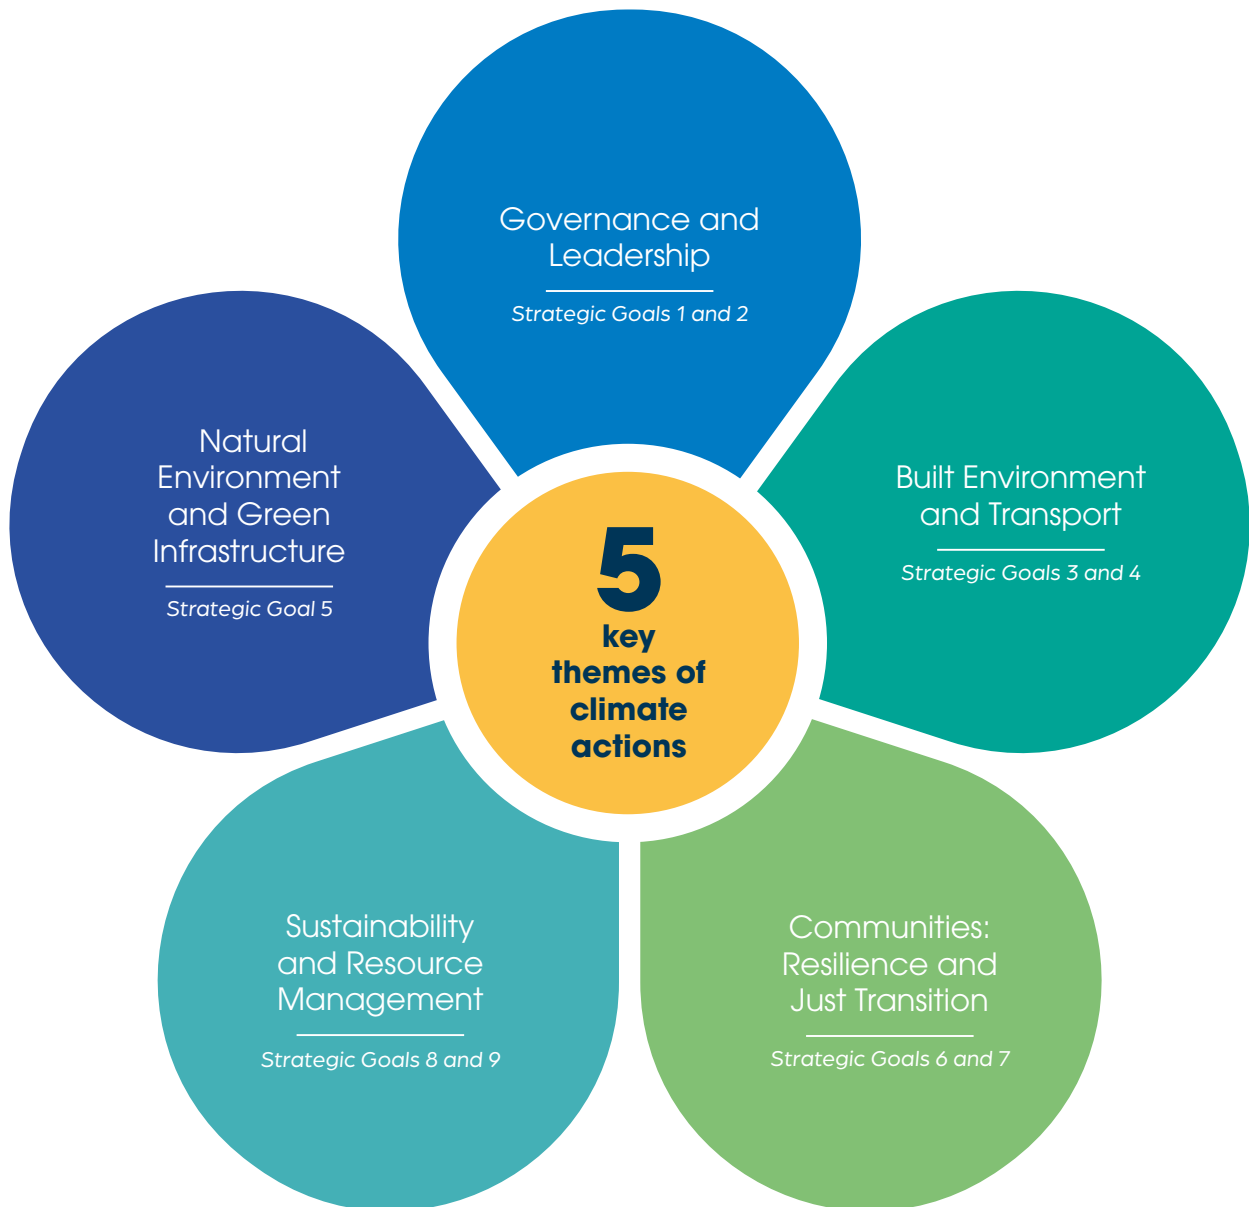 Governance and
Leadership
Strategic Goals 1 and 2
Natural
Environment
and Green
Infrastructure
Strategic Goal 5
Built Environment
and Transport
Strategic Goals 3 and 4
5
key
themes of
climate
actions
Sustainability
and Resource
Management
Strategic Goals 8 and 9
Communities:
Resilience and
Just Transition
Strategic Goals 6 and 7